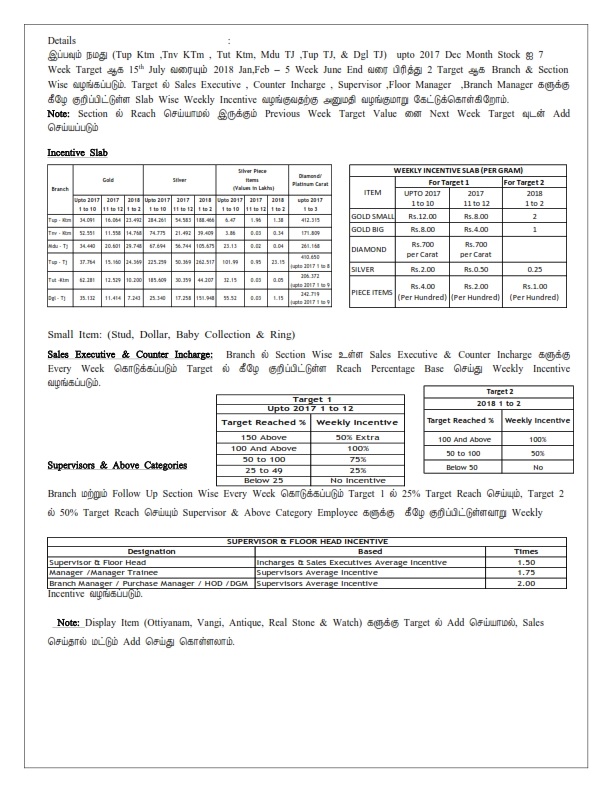 Details :
இப்பவும் நமது (Tup Ktm ,Tnv KTm , Tut Ktm, Mdu TJ ,Tup TJ, & Dgl TJ) upto 2017 Dec Month Stock ஐ 7
Week Target ஆக 15th July வரையும் 2018 Jan,Feb – 5 Week June End வரை பிரித்து 2 Target ஆக Branch & Section
Wise வழங்கப்படும். Target ல் Sales Executive , Counter Incharge , Supervisor ,Floor Manager ,Branch Manager களுக்கு
கீழே குறிப்பிட்டுள்ள Slab Wise Weekly Incentive வழங்குவதற்கு அனுமதி வழங்குமாறு கேட்டுக்கொள்கிறோம்.
Note: Section ல் Reach செய்யாமல் இருக்கும் Previous Week Target Value னை Next Week Target வுடன் Add
செய்யப்படும்
Incentive Slab
Branch Gold Silver Silver Piece Items (Values in Lakhs) Diamond/ Platinum Carat
Upto 2017 1 to 10 2017 11 to 12 2018 1 to 2 Upto 2017 1 to 10 2017 11 to 12 2018 1 to 2 Upto 2017 1 to 10 2017 11 to 12 2018 1 to 2 upto 2017 1 to 3
Tup - Ktm 34.091 16.064 23.492 284.261 54.583 188.466 6.47 1.96 1.38 412.315
Tnv - Ktm 52.551 11.558 14.768 74.775 21.492 39.409 3.86 0.03 0.34 171.809
Mdu - Tj 34.440 20.601 29.748 67.694 56.744 105.675 23.13 0.02 0.04 261.168
Tup - Tj 37.764 15.160 24.369 225.259 50.369 262.517 101.99 0.95 23.15 410.650 (upto 2017 1 to 8
Tut -Ktm 62.281 12.529 10.200 185.609 30.359 44.207 32.15 0.03 0.05 206.372 (upto 2017 1 to 9
Dgl - Tj 35.132 11.414 7.243 25.340 17.258 151.948 55.52 0.03 1.15 242.719 (upto 2017 1 to 9
WEEKLY INCENTIVE SLAB (PER GRAM)
ITEM For Target 1 For Target 2
UPTO 2017 1 to 10 2017 11 to 12 2018 1 to 2
GOLD SMALL Rs.12.00 Rs.8.00 2
GOLD BIG Rs.8.00 Rs.4.00 1
DIAMOND Rs.700 per Carat Rs.700 per Carat
SILVER Rs.2.00 Rs.0.50 0.25
PIECE ITEMS Rs.4.00 (Per Hundred) Rs.2.00 (Per Hundred) Rs.1.00 (Per Hundred)
Small Item: (Stud, Dollar, Baby Collection & Ring)
Sales Executive & Counter Incharge: Branch ல் Section Wise உள்ள Sales Executive & Counter Incharge களுக்கு
Every Week கொடுக்கப்படும் Target ல் கீழே குறிப்பிட்டுள்ள Reach Percentage Base செய்து Weekly Incentive
வழங்கப்படும்.
Target 1
Upto 2017 1 to 12
Target Reached % Weekly Incentive
150 Above 50% Extra
100 And Above 100%
50 to 100 75%
25 to 49 25%
Below 25 No Incentive
Target 2
2018 1 to 2
Target Reached % Weekly Incentive
100 And Above 100%
50 to 100 50%
Below 50 No
Supervisors & Above Categories
Branch மற்றும் Follow Up Section Wise Every Week கொடுக்கப்படும் Target 1 ல் 25% Target Reach செய்யும், Target 2
ல் 50% Target Reach செய்யும் Supervisor & Above Category Employee களுக்கு கீழே குறிப்பிட்டுள்ளவாறு Weekly
SUPERVISOR & FLOOR HEAD INCENTIVE
Designation Based Times
Supervisor & Floor Head Incharges & Sales Executives Average Incentive 1.50
Manager /Manager Trainee Supervisors Average Incentive 1.75
Branch Manager / Purchase Manager / HOD /DGM Supervisors Average Incentive 2.00
Incentive வழங்கப்படும்.
Note: Display Item (Ottiyanam, Vangi, Antique, Real Stone & Watch) களுக்கு Target ல் Add செய்யாமல், Sales
செய்தால் மட்டும் Add செய்து கொள்ளலாம்.